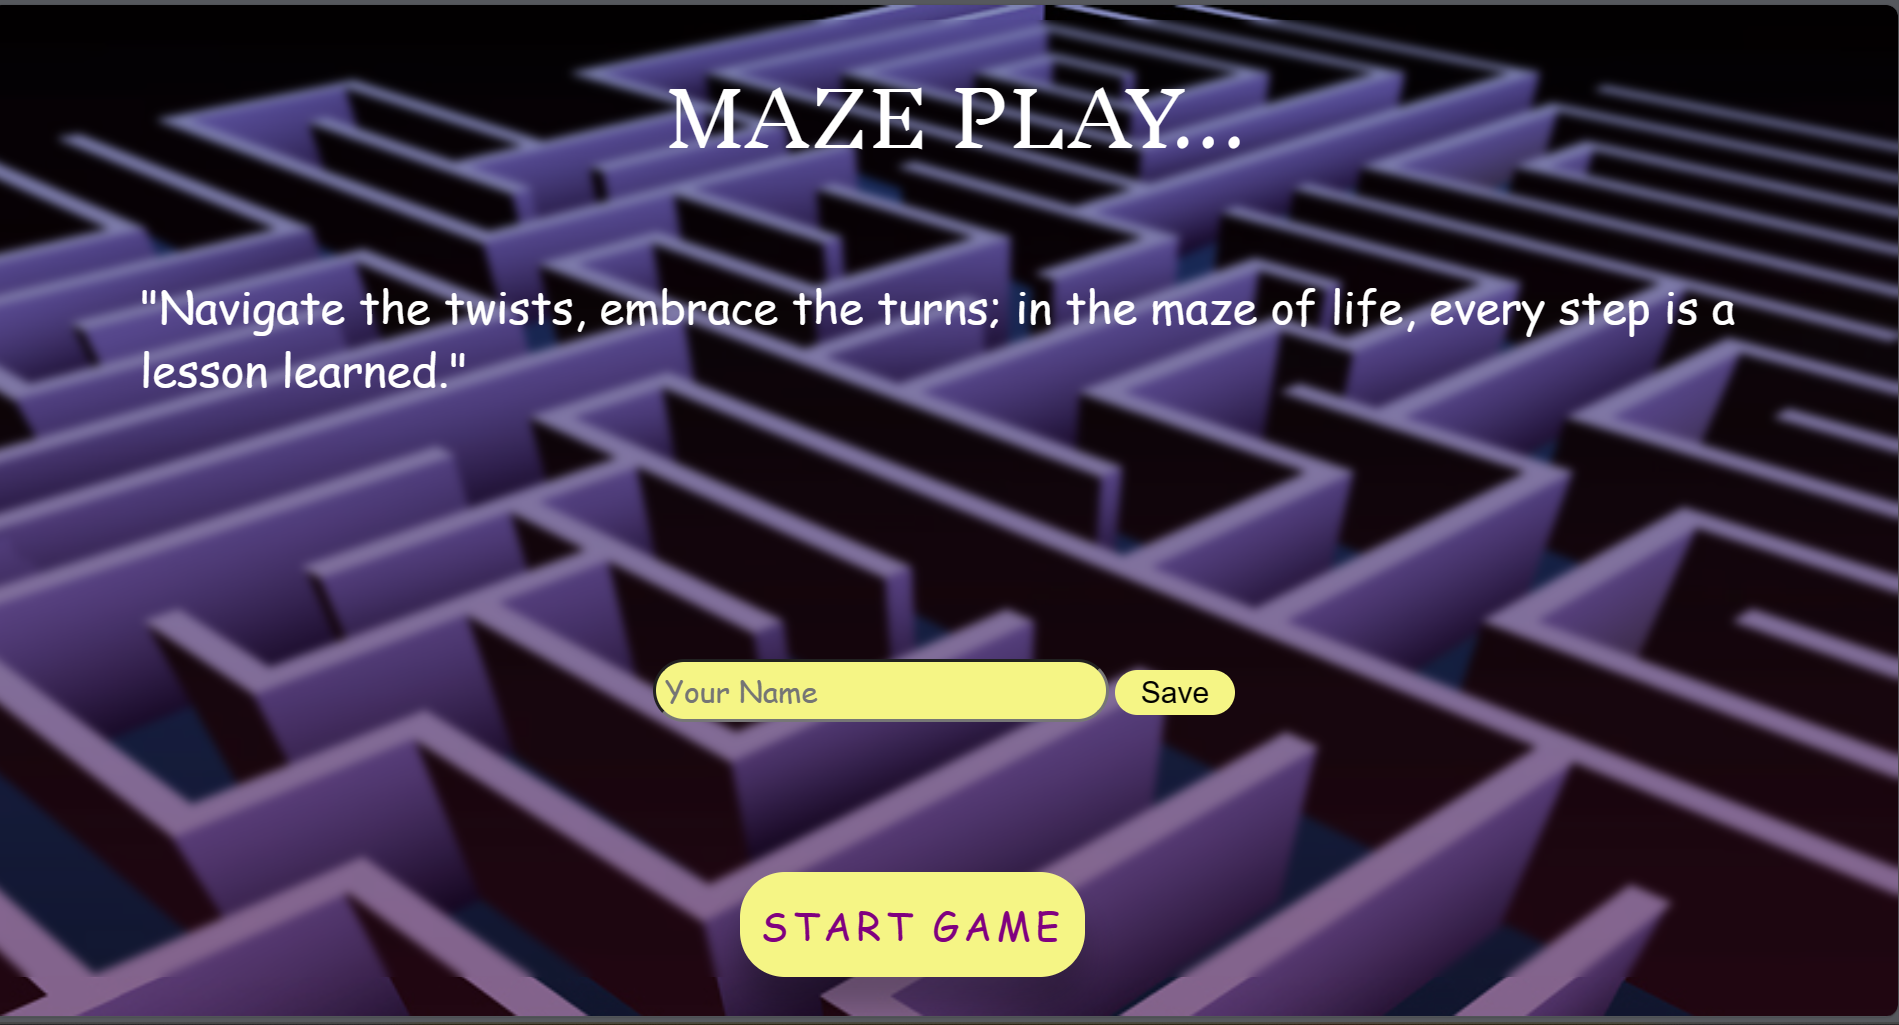 MAZE PLAY...
"Navigate the twists, embrace the turns; in the maze of life, every step is a
lesson learned."
Your Name
Save
START GAME